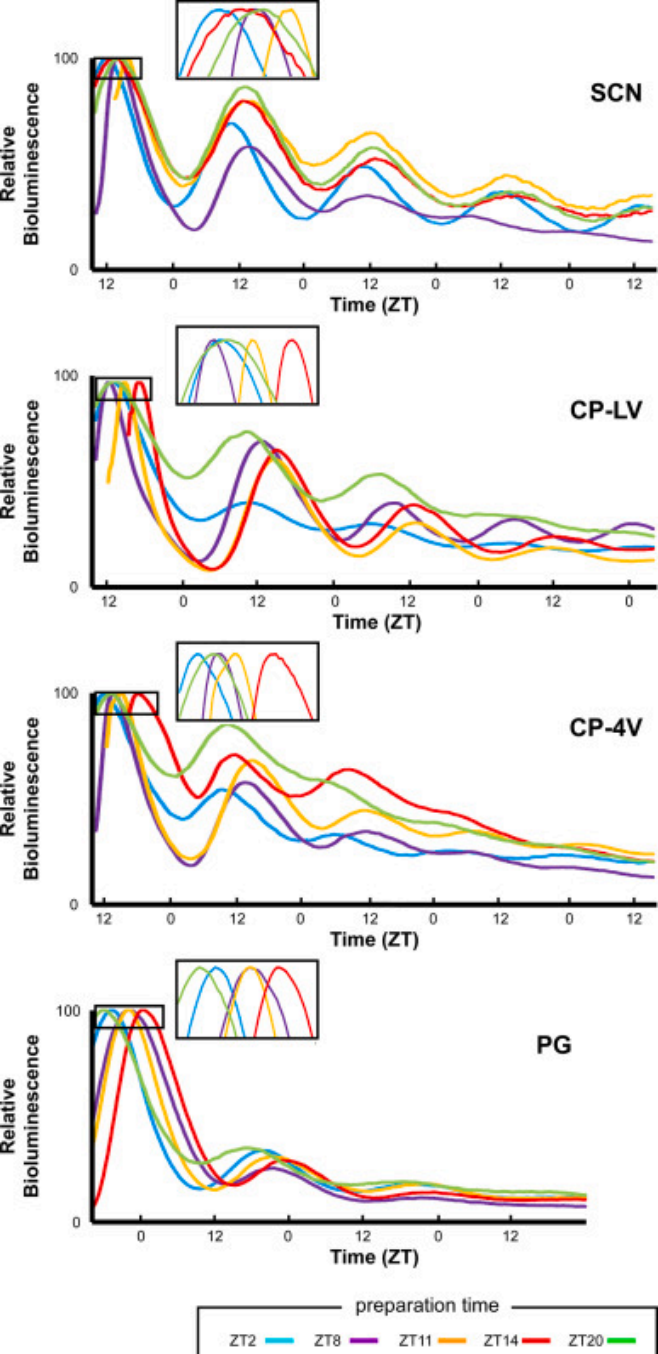 SCN
100
0
Relative
Bioluminescence
12 0 12 0 12 0 12 0 12
Time (ZT)
CP-LV
100
0
Relative
Bioluminescence
12 0 12 0 12 0 12 0
Time (ZT)
CP-4V
100
0
Relative
Bioluminescence
12 0 12 0 12 0 12 0 12
Time (ZT)
PG
100
0
Relative
Bioluminescence
0 12 0 12 0 12
Time (ZT)
preparation time
ZT2 ZT8 ZT11 ZT14 ZT20